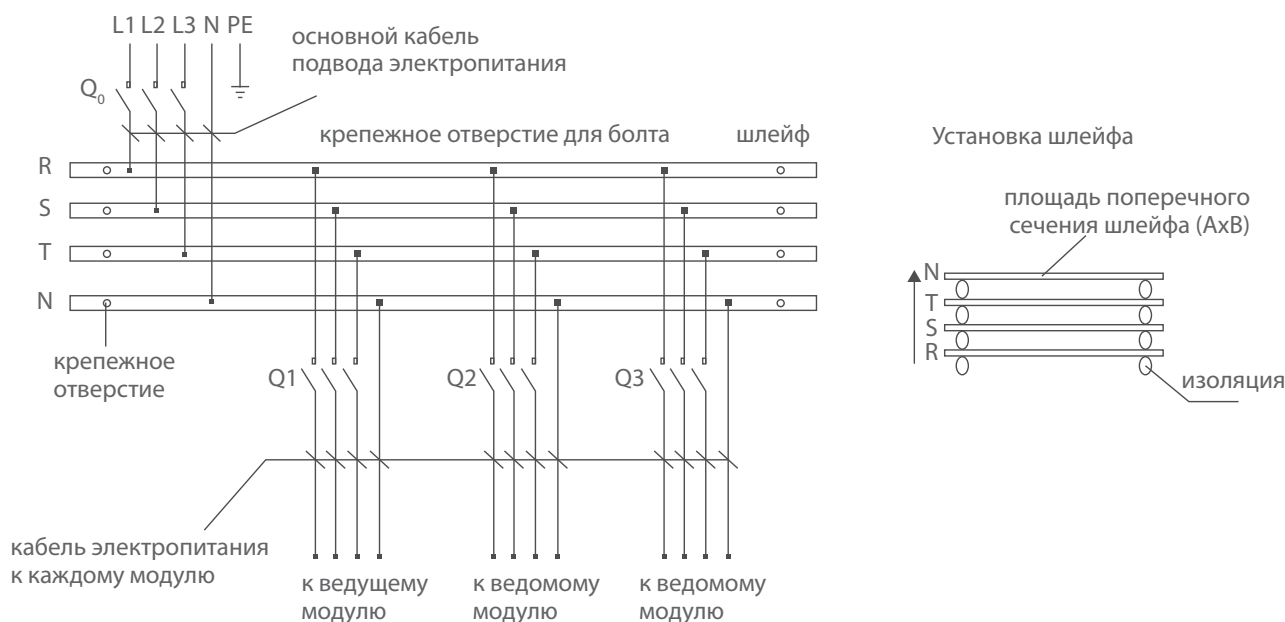 L1 L2 L3 N PE
основной кабель
подвода электропитания
Q0
крепежное отверстие для болта
шлейф
R
S
T
N
крепежное
отверстие
Q1
Q2
Q3
кабель электропитания
к каждому модулю
к ведущему
модулю
к ведомому
модулю
к ведомому
модулю
Установка шлейфа
площадь поперечного
сечения шлейфа (AxB)
N
T
S
R
изоляция